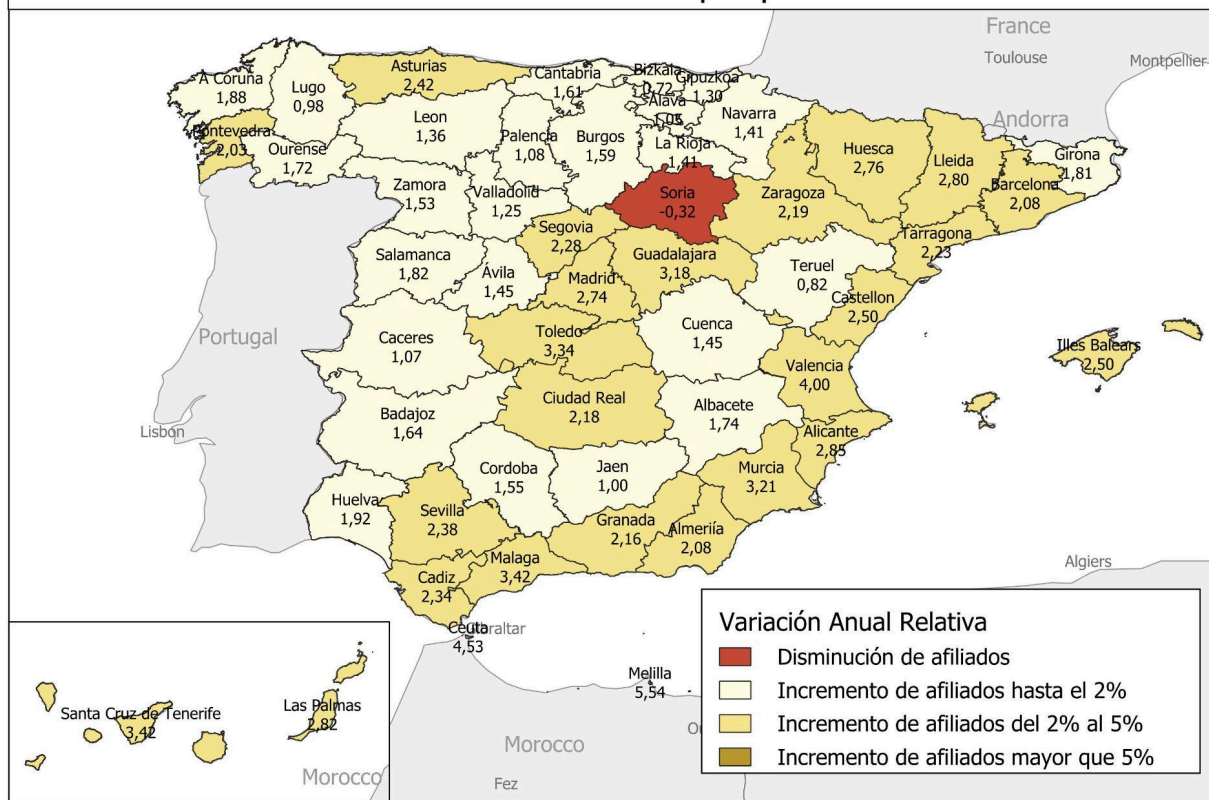 France
Toulouse
Montpellier
Andorra
A Coruña
1,88
Lugo
0,98
Asturias
2,42
Cantabria
1,61
Bizkaia
0,72
Gipuzkoa
1,30
Alava
1,05
Navarra
1,41
Pontevedra
2,03
Ourense
1,72
Leon
1,36
Palencia
1,08
Burgos
1,59
La Rioja
1,41
Huesca
2,76
Lleida
2,80
Girona
1,81
Barcelona
2,08
Zamora
1,53
Valladolid
1,25
Soria
-0,32
Zaragoza
2,19
Tarragona
2,23
Segovia
2,28
Salamanca
1,82
Ávila
1,45
Madrid
2,74
Guadalajara
3,18
Teruel
0,82
Castellon
2,50
Portugal
Caceres
1,07
Toledo
3,34
Cuenca
1,45
Valencia
4,00
Illes Balears
2,50
Lisbon
Badajoz
1,64
Ciudad Real
2,18
Albacete
1,74
Alicante
2,85
Cordoba
1,55
Jaen
1,00
Murcia
3,21
Huelva
1,92
Sevilla
2,38
Granada
2,16
Almeriía
2,08
Malaga
3,42
Cadiz
2,34
Algiers
Ceuta
4,53
Gibraltar
Melilla
5,54
Santa Cruz de Tenerife
3,42
Las Palmas
2,82
Morocco
Morocco
Fez
Variación Anual Relativa
Disminución de afiliados
Incremento de afiliados hasta el 2%
Incremento de afiliados del 2% al 5%
Incremento de afiliados mayor que 5%